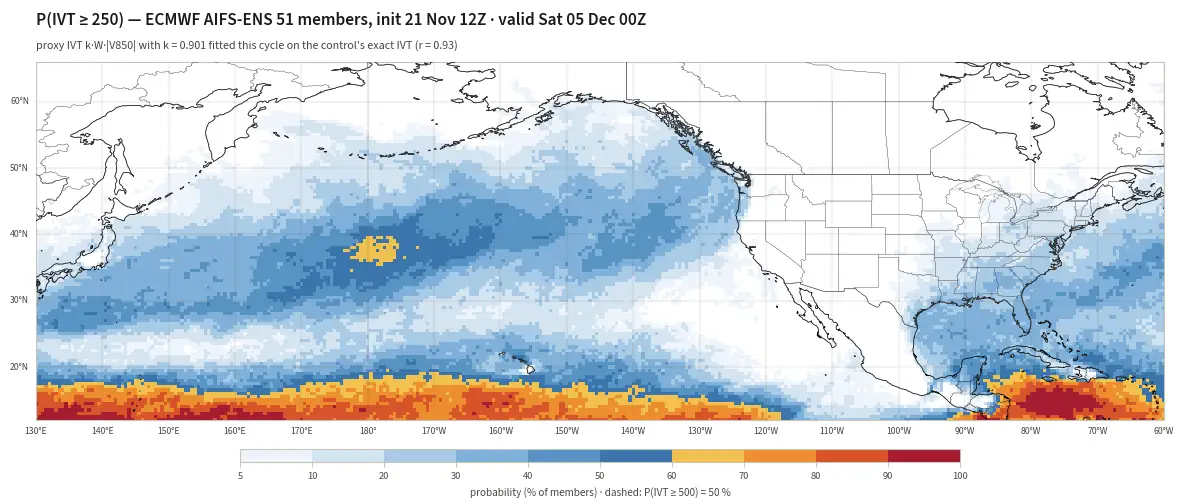 P(IVT ≥ 250) — ECMWF AIFS-ENS 51 members, init 21 Nov 12Z · valid Sat 05 Dec 00Z
proxy IVT k·W·|V850| with k = 0.901 fitted this cycle on the control's exact IVT (r = 0.93)
60°N
50°N
40°N
30°N
20°N
130°E 140°E 150°E 160°E 170°E 180° 170°W 160°W 150°W 140°W 130°W 120°W 110°W 100°W 90°W 80°W 70°W 60°W
5 10 20 30 40 50 60 70 80 90 100
probability (% of members) · dashed: P(IVT ≥ 500) = 50 %